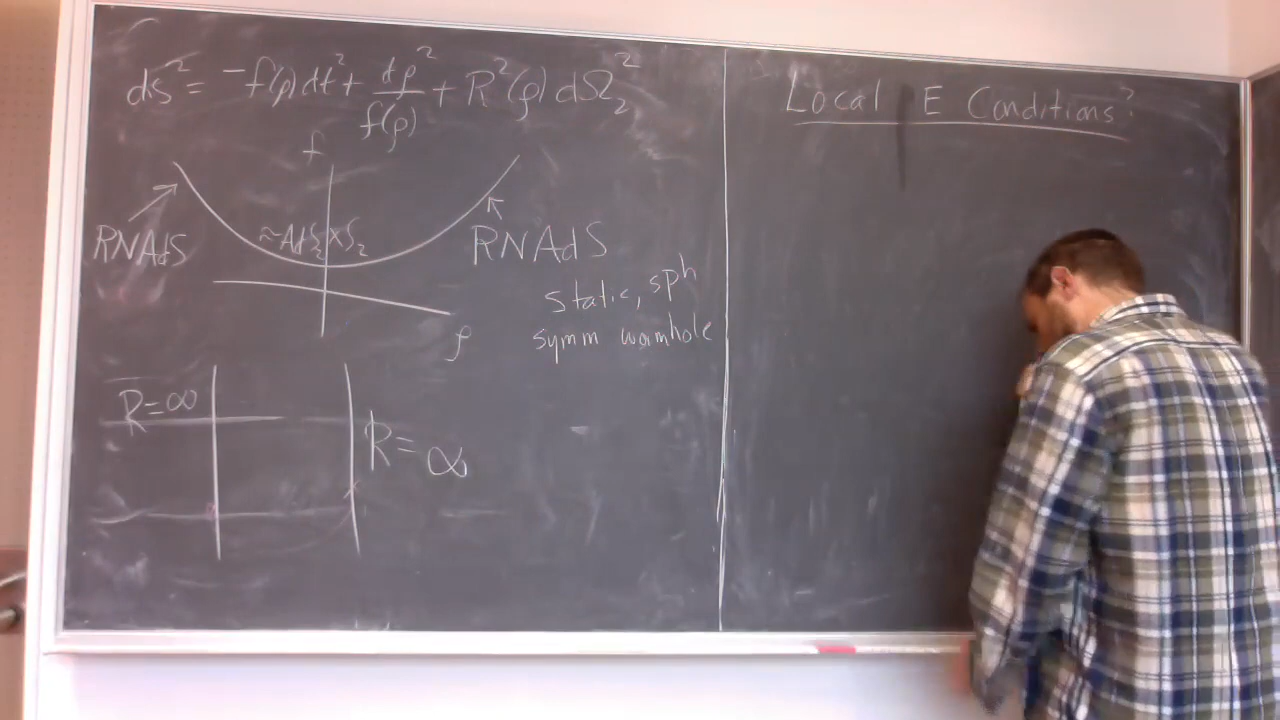 ds² = -f(ρ)dt² + dρ²/f(ρ) + R²(ρ) dΩ₂²
f
RNAdS
≈AdS₂×S₂
RNAdS
static, sph
symm wormhole
ρ
R=∞
R=∞
Local E Conditions?